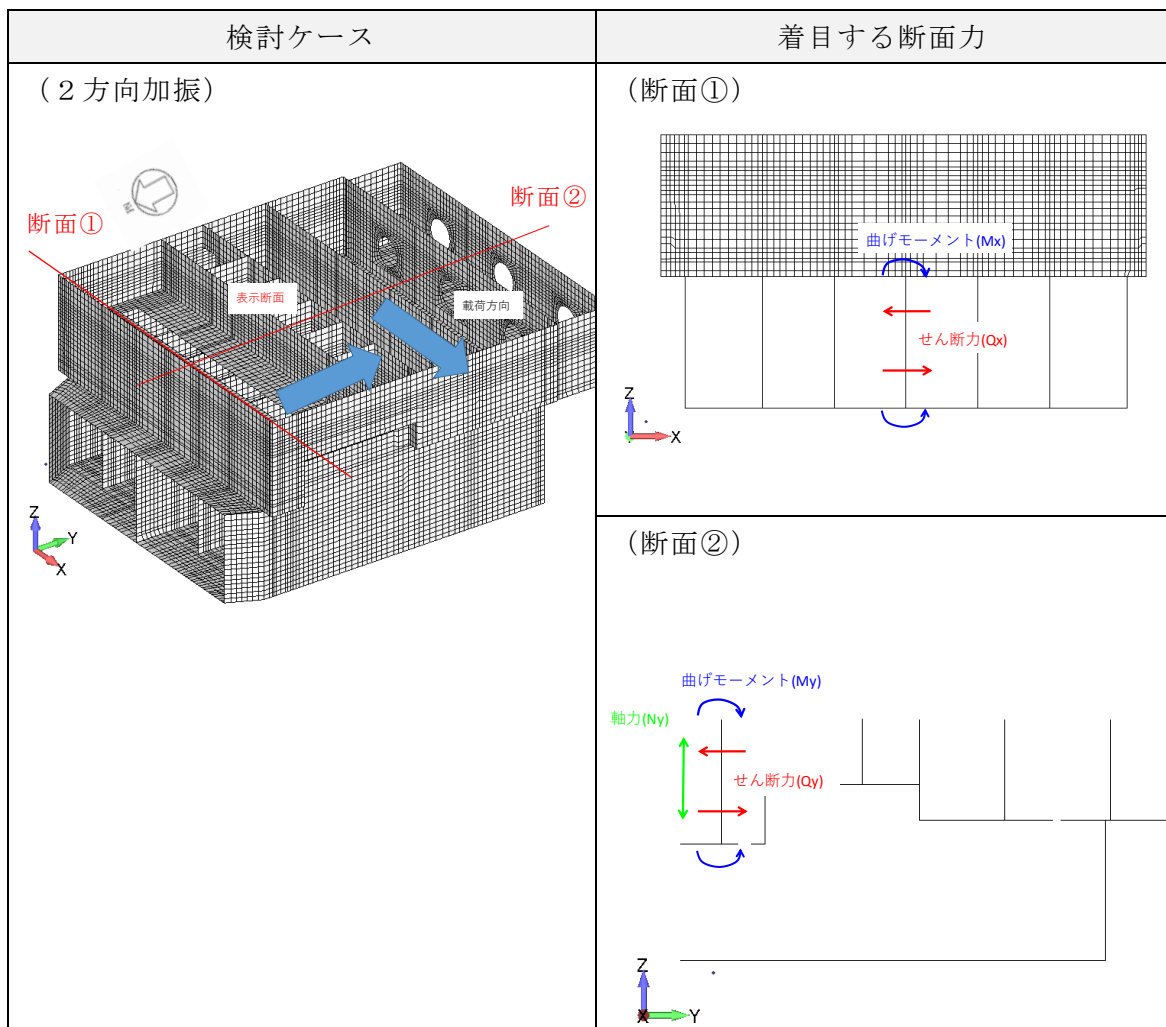 検討ケース
着目する断面力
(2方向加振)
断面①
断面②
表示断面
載荷方向
Z
Y
X
(断面①)
曲げモーメント(Mx)
せん断力(Qx)
Z
X
(断面②)
曲げモーメント(My)
軸力(Ny)
せん断力(Qy)
Z
X
Y